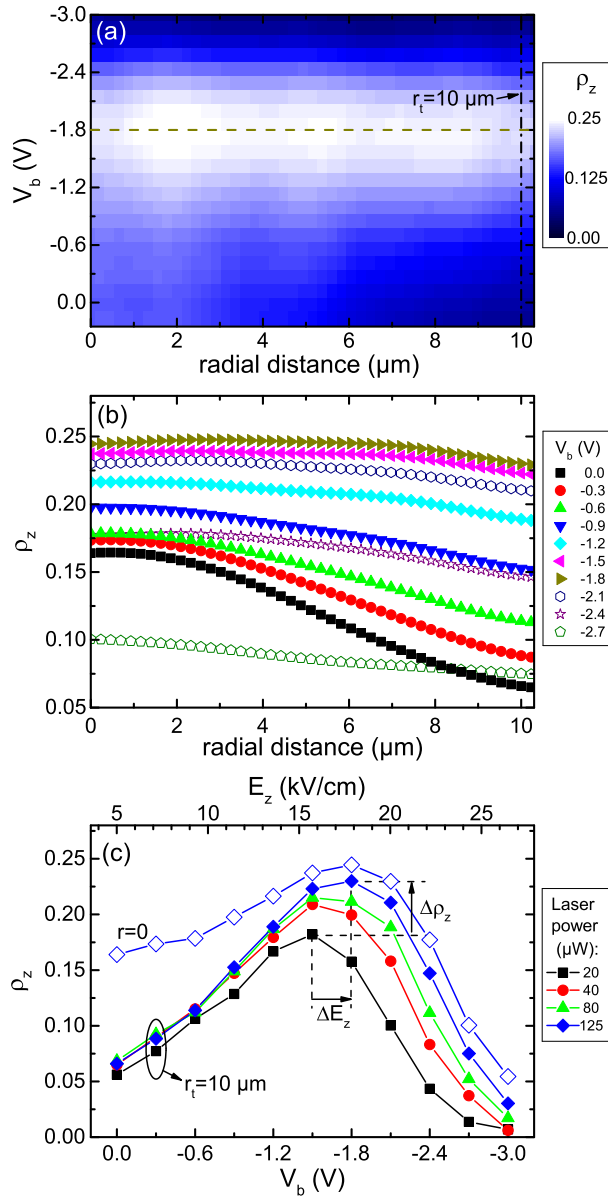 (a)
-3.0
-2.4
-1.8
-1.2
-0.6
0.0
V_b (V)
r_t=10 µm
0 2 4 6 8 10
radial distance (µm)
ρ_z
0.25
0.125
0.00
(b)
0.25
0.20
0.15
0.10
0.05
ρ_z
0 2 4 6 8 10
radial distance (µm)
V_b (V)
0.0
-0.3
-0.6
-0.9
-1.2
-1.5
-1.8
-2.1
-2.4
-2.7
E_z (kV/cm)
5 10 15 20 25
(c)
0.25
0.20
0.15
0.10
0.05
0.00
ρ_z
r=0
Δρ_z
ΔE_z
r_t=10 µm
0.0 -0.6 -1.2 -1.8 -2.4 -3.0
V_b (V)
Laser
power
(µW):
20
40
80
125